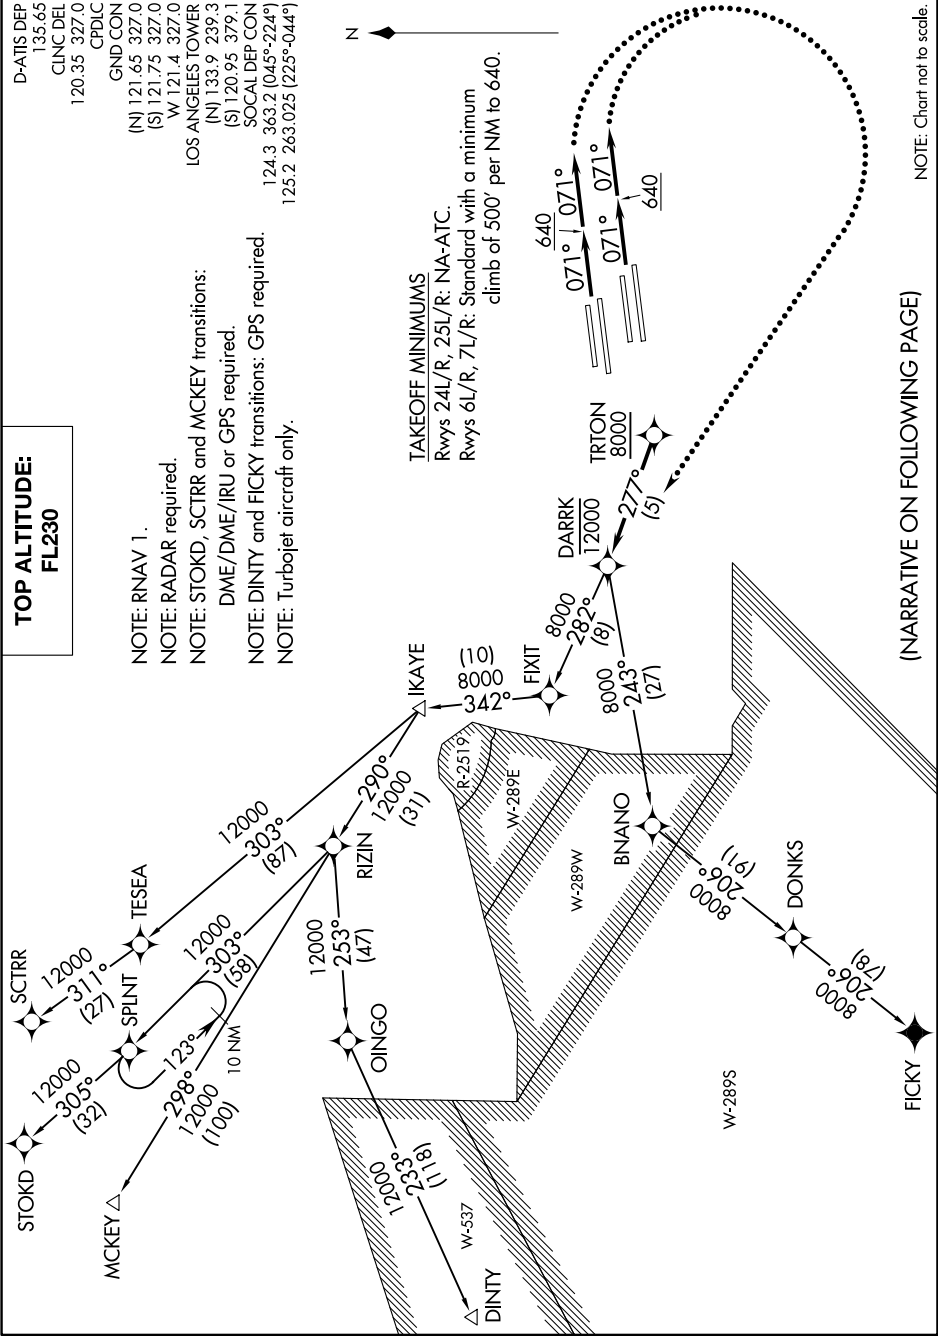 TOP ALTITUDE:
FL230
D-ATIS DEP
135.65
CLNC DEL
120.35 327.0
CPDLC
GND CON
(N) 121.65 327.0
(S) 121.75 327.0
W 121.4 327.0
LOS ANGELES TOWER
(N) 133.9 239.3
(S) 120.95 379.1
SOCAL DEP CON
124.3 363.2 (045°-224°)
125.2 263.025 (225°-044°)
NOTE: RNAV 1.
NOTE: RADAR required.
NOTE: STOKD, SCTRR and MCKEY transitions:
DME/DME/IRU or GPS required.
NOTE: DINTY and FICKY transitions: GPS required.
NOTE: Turbojet aircraft only.
N
TAKEOFF MINIMUMS
Rwys 24L/R, 25L/R: NA-ATC.
Rwys 6L/R, 7L/R: Standard with a minimum
climb of 500' per NM to 640.
640
071°
071°
071°
071°
640
TRTON
8000
277°
(5)
DARRK
12000
8000
282°
(8)
FIXIT
(10)
8000
342°
IKAYE
8000
243°
(27)
BNANO
8000
206°
(91)
DONKS
8000
206°
(78)
FICKY
290°
12000
(31)
RIZIN
12000
303°
(87)
TESEA
12000
311°
(27)
SCTRR
12000
303°
(58)
SPLNT
123°
10 NM
12000
305°
(32)
STOKD
298°
12000
(100)
MCKEY
12000
253°
(47)
OINGO
12000
233°
(118)
DINTY
R-2519
W-289E
W-289W
W-289S
W-537
(NARRATIVE ON FOLLOWING PAGE)
NOTE: Chart not to scale.